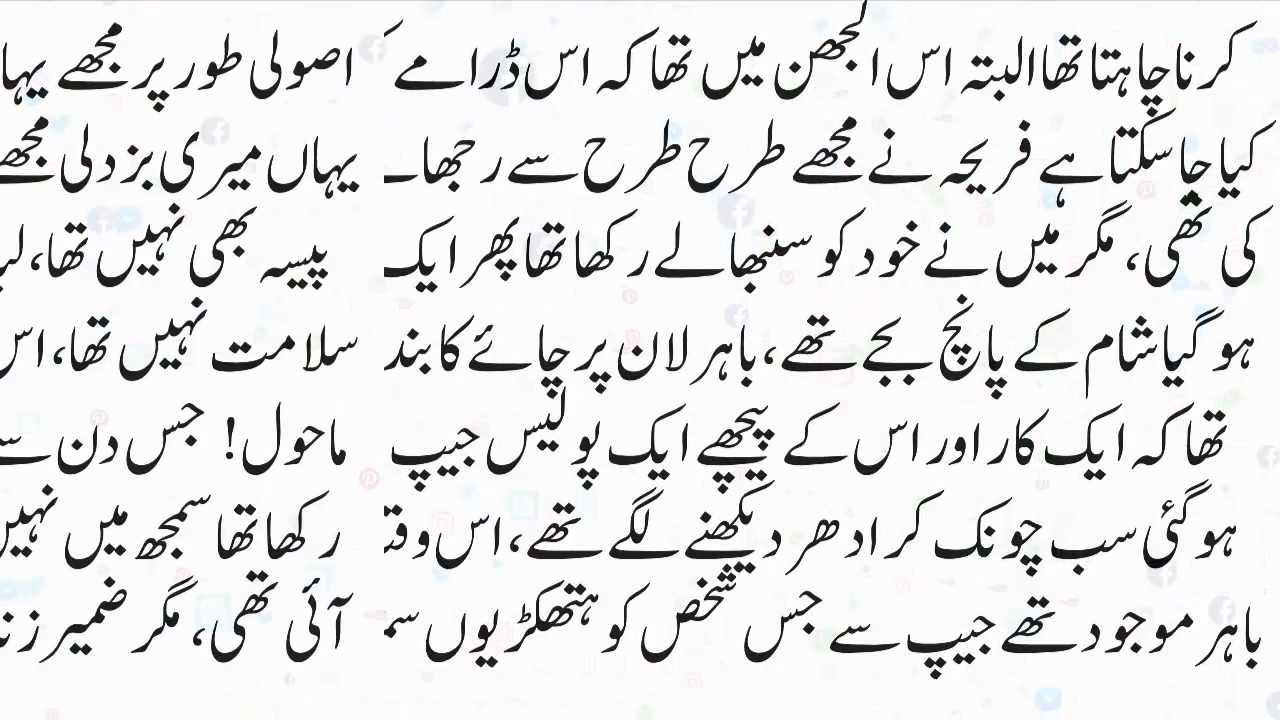 کرنا چاہتا تھا البتہ اس الجھن میں تھا کہ اس ڈرامے
کیا جا سکتا ہے فریحہ نے مجھے طرح طرح سے رجھا
کی تھی، مگر میں نے خود کو سنبھالے رکھا تھا پھر ایک
ہو گیا شام کے پانچ بجے تھے، باہر لان پر چائے کا بند
تھا کہ ایک کار اور اس کے پیچھے ایک پولیس جیپ
ہو گئی سب چونک کر ادھر دیکھنے لگے تھے، اس
باہر موجود تھے جیپ سے جس شخص کو ہتھکڑیوں
اصولی طور پر مجھے
یہاں میری بزدلی مجھے
پیسہ بھی نہیں تھا،
سلامت نہیں تھا، اس
ماحول! جس دن
رکھا تھا سمجھ میں نہیں
آئی تھی، مگر ضمیر